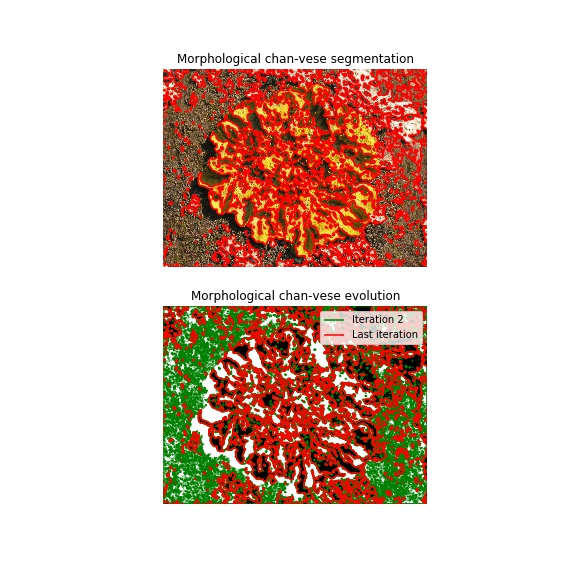 Morphological chan-vese segmentation
Morphological chan-vese evolution
Iteration 2
Last iteration